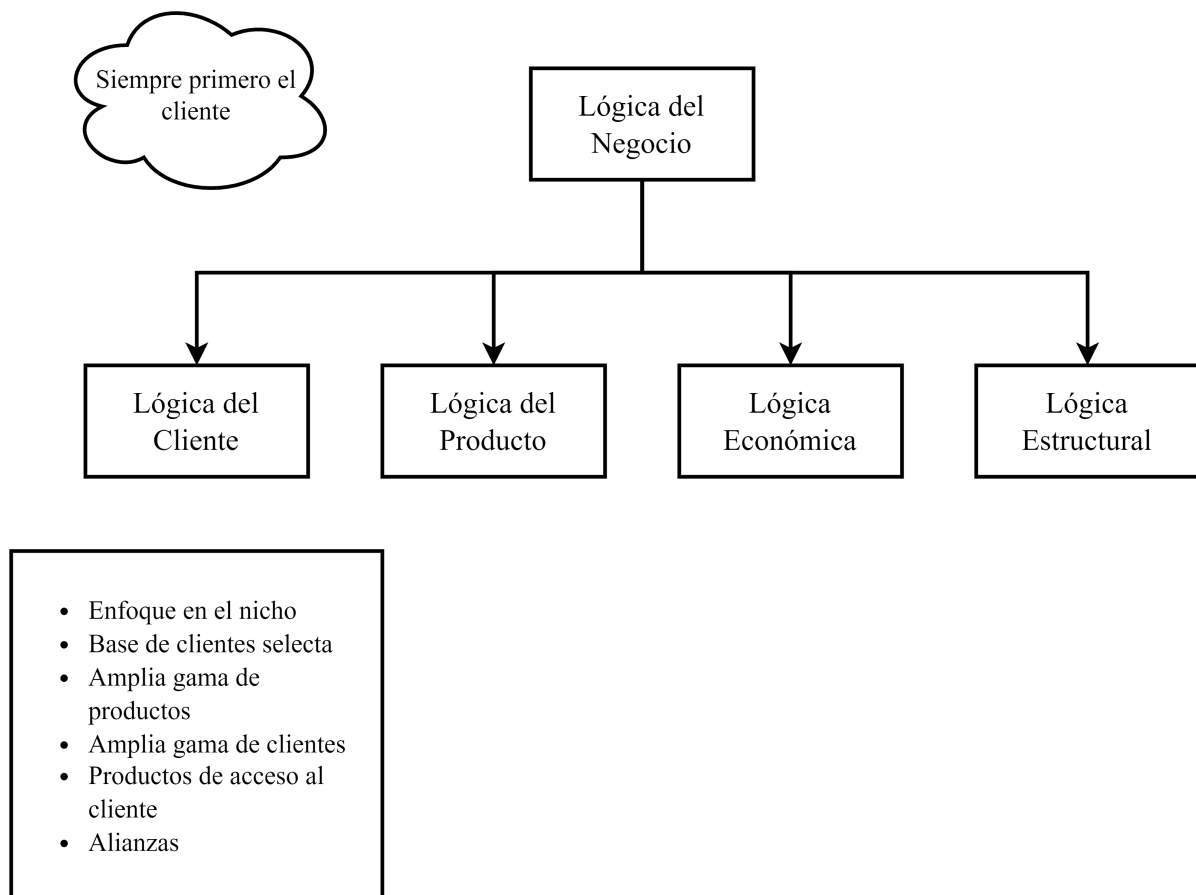 Siempre primero el
cliente
Lógica del
Negocio
Lógica del
Cliente
Lógica del
Producto
Lógica
Económica
Lógica
Estructural
• Enfoque en el nicho
• Base de clientes selecta
• Amplia gama de
productos
• Amplia gama de clientes
• Productos de acceso al
cliente
• Alianzas